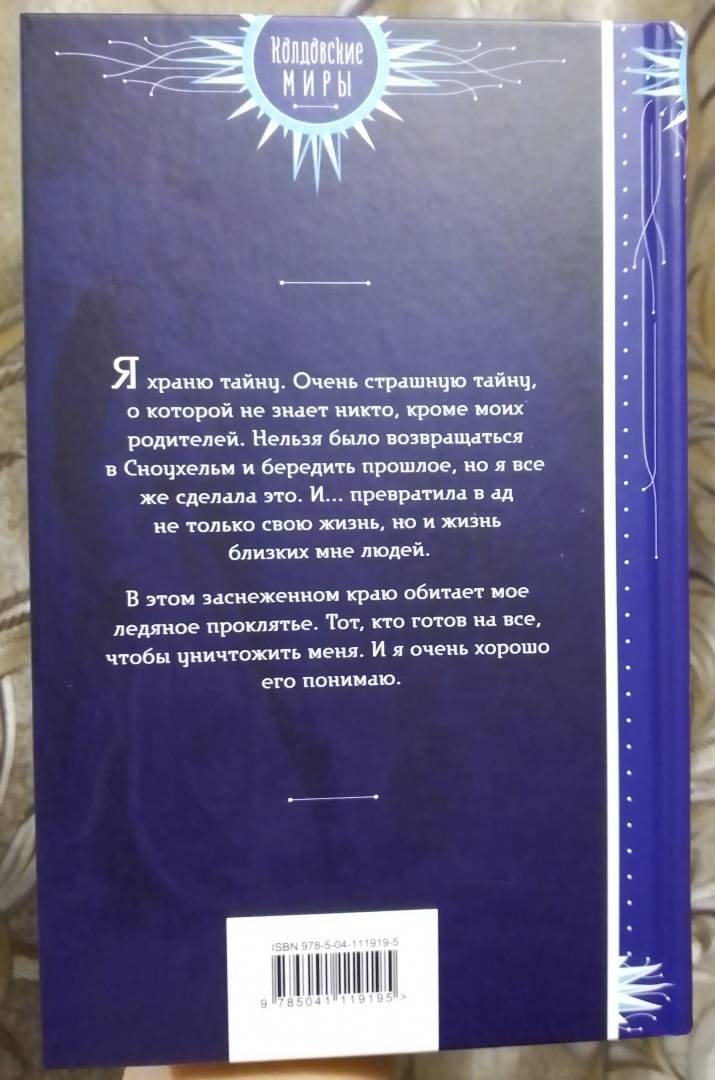 Колдовские
МИРЫ
Я храню тайну. Очень страшную тайну,
о которой не знает никто, кроме моих
родителей. Нельзя было возвращаться
в Сноухельм и бередить прошлое, но я все
же сделала это. И... превратила в ад
не только свою жизнь, но и жизнь
близких мне людей.
В этом заснеженном краю обитает мое
ледяное проклятье. Тот, кто готов на все,
чтобы уничтожить меня. И я очень хорошо
его понимаю.
ISBN 978-5-04-111919-5
9 785041 119195 >